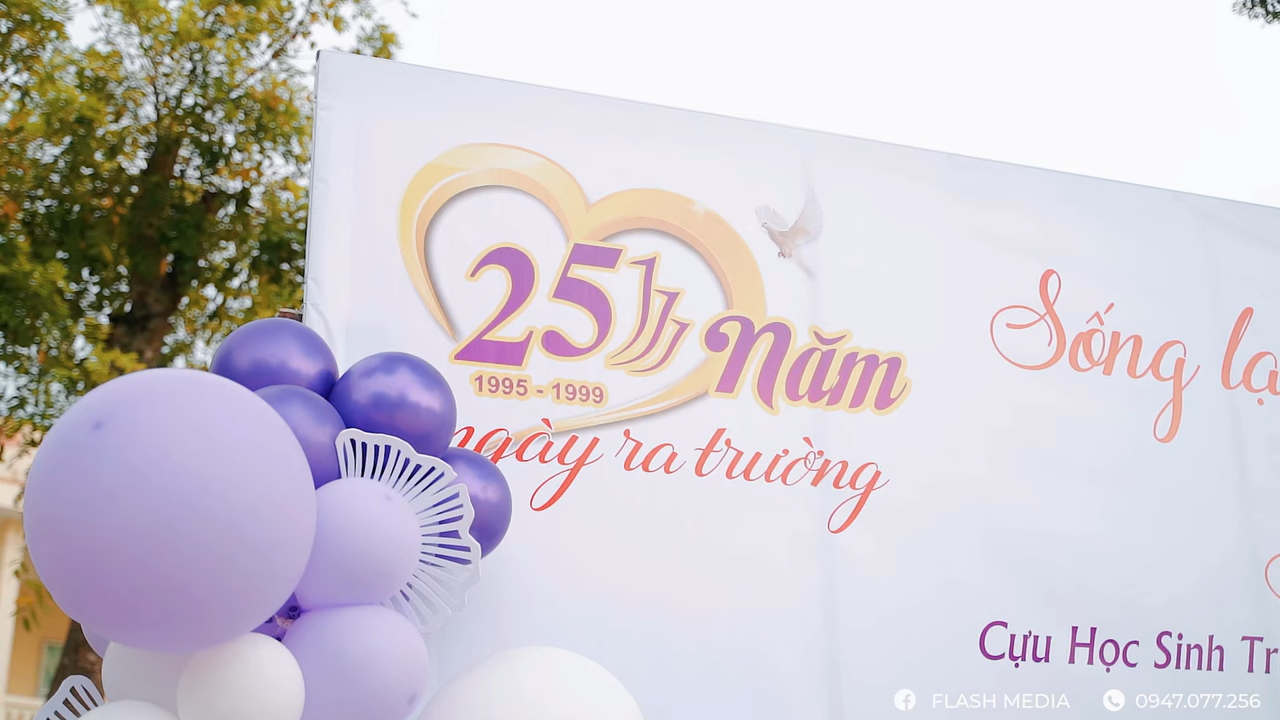 25 Năm
1995 - 1999
ngày ra trường
Sống lạ
Cựu Học Sinh Tr
FLASH MEDIA 0947.077.256